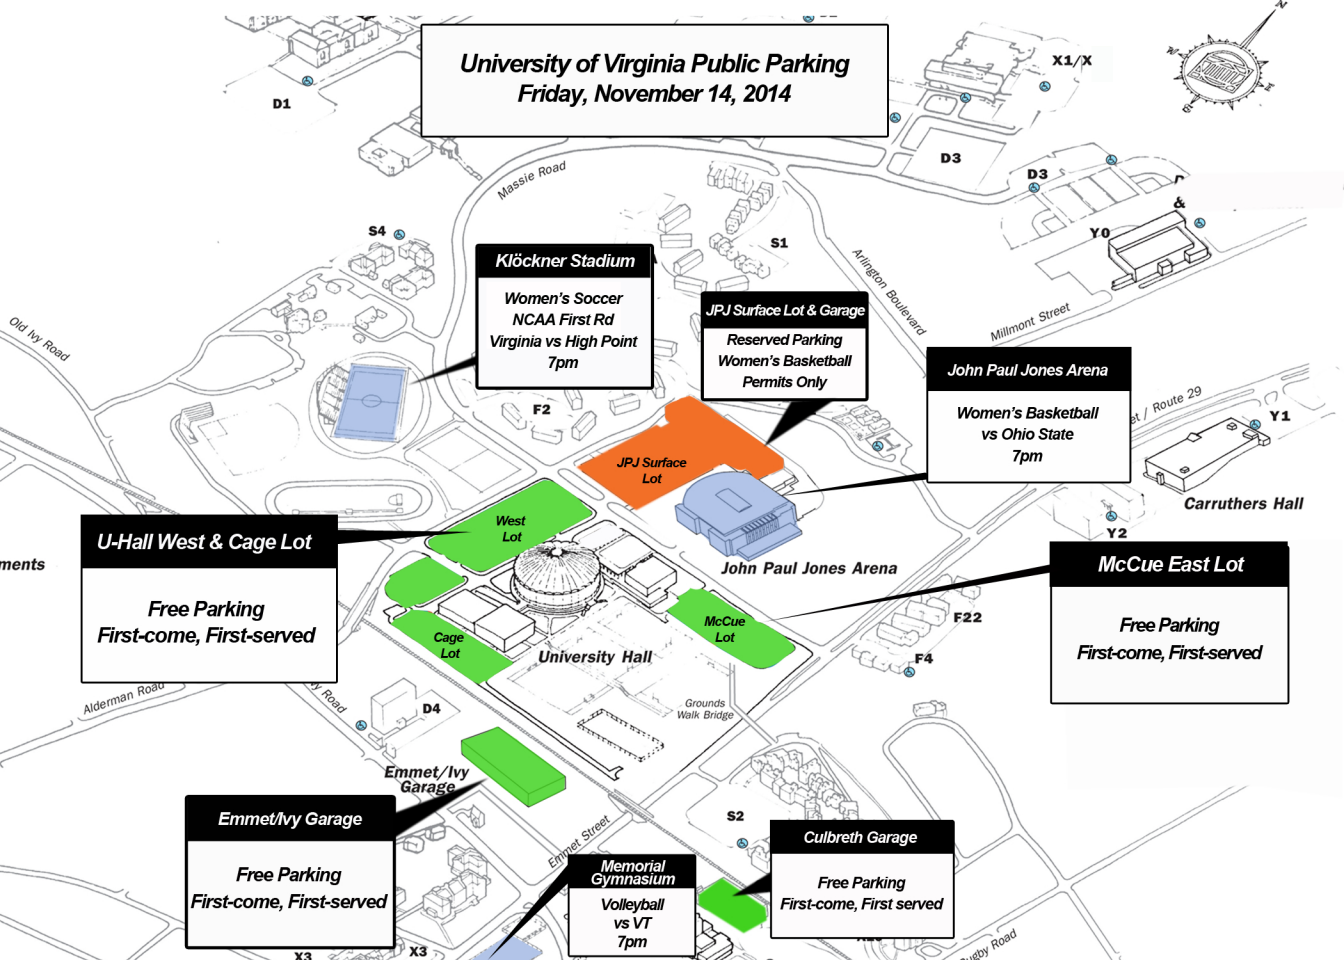 University of Virginia Public Parking
Friday, November 14, 2014
N
X1/X
D1
D3
D3
&
Massie Road
S4
S1
Y0
Klöckner Stadium
Women's Soccer
NCAA First Rd
Virginia vs High Point
7pm
Arlington Boulevard
JPJ Surface Lot & Garage
Reserved Parking
Women's Basketball
Permits Only
Millmont Street
Old Ivy Road
John Paul Jones Arena
Women's Basketball
vs Ohio State
7pm
/ Route 29
Y1
F2
JPJ Surface
Lot
Carruthers Hall
West
Lot
Y2
U-Hall West & Cage Lot
Free Parking
First-come, First-served
John Paul Jones Arena
McCue East Lot
Free Parking
First-come, First-served
ments
McCue
Lot
Cage
Lot
University Hall
F22
F4
Alderman Road
Road
D4
Grounds
Walk Bridge
Emmet/Ivy
Garage
Emmet/Ivy Garage
Free Parking
First-come, First-served
Emmet Street
S2
Culbreth Garage
Free Parking
First-come, First served
Memorial
Gymnasium
Volleyball
vs VT
7pm
X3
X3
Rugby Road